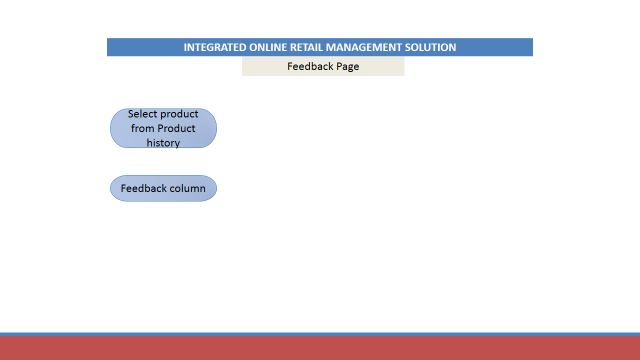 INTEGRATED ONLINE RETAIL MANAGEMENT SOLUTION
Feedback Page
Select product
from Product
history
Feedback column